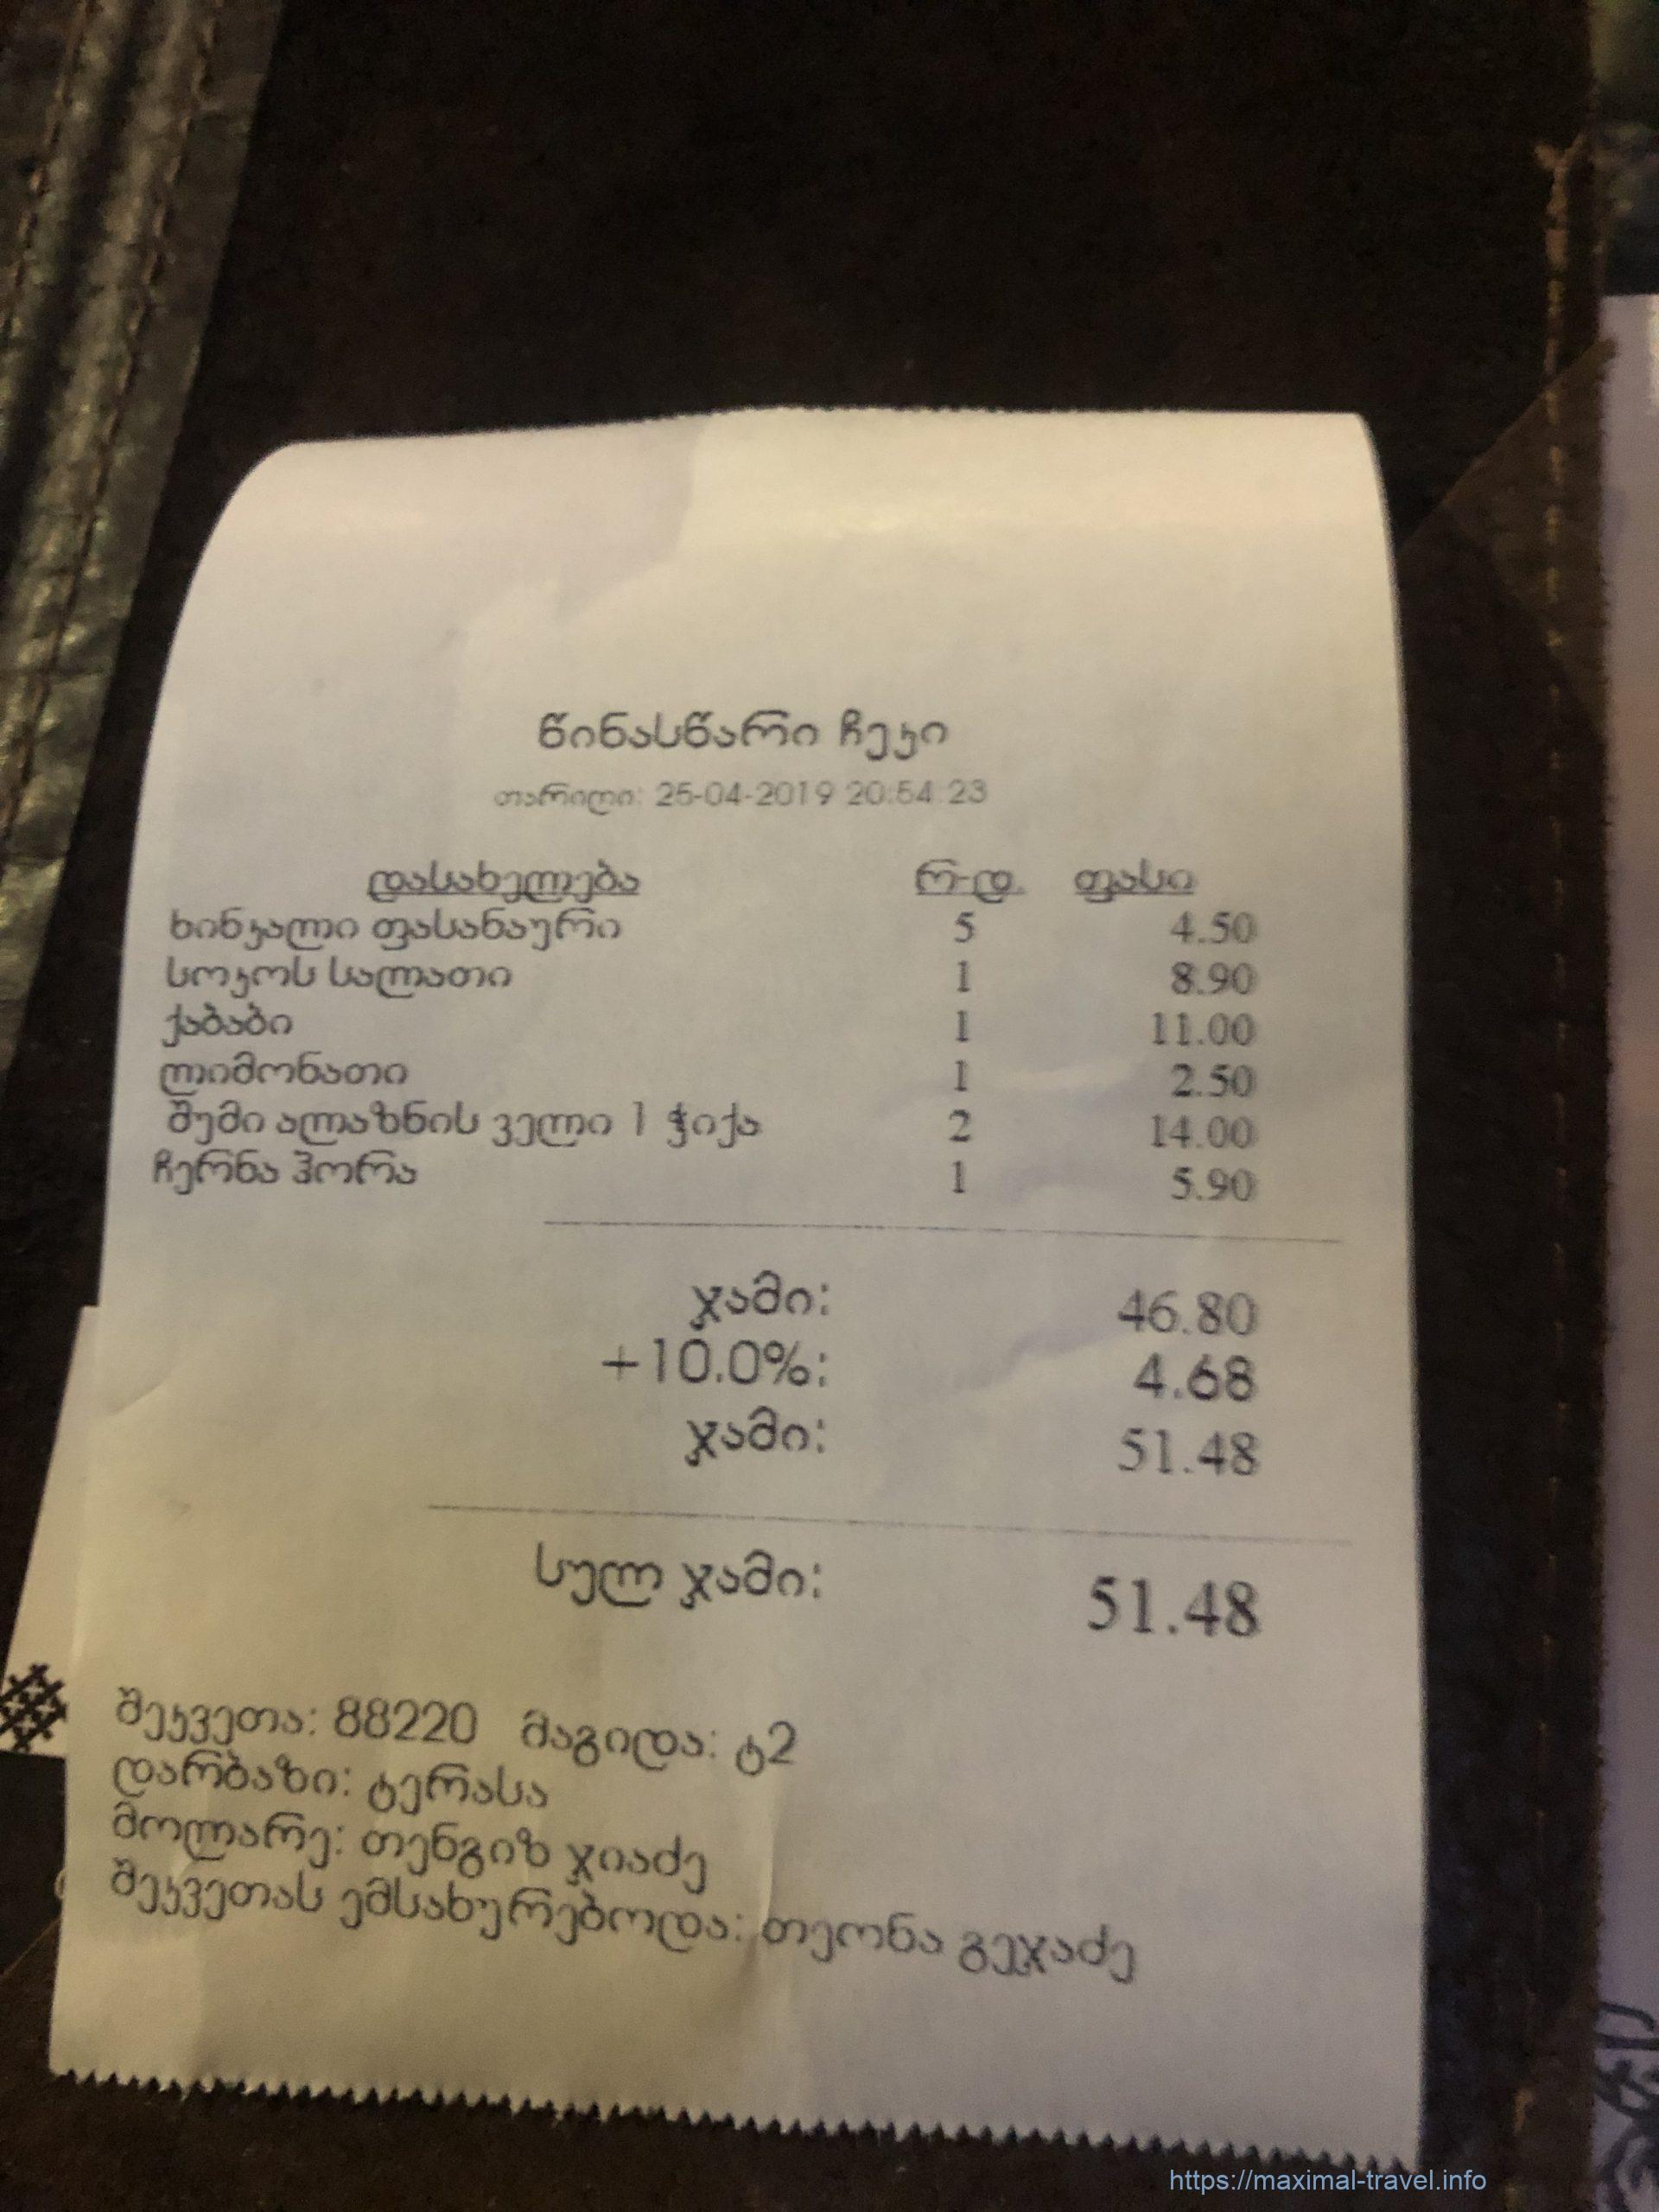 წინასწარი ჩეკი
თარიღი: 25-04-2019 20:54:23
დასახელება რ-დ. ფასი
ხინკალი ფასანაური 5 4.50
სოკოს სალათი 1 8.90
ქაბაბი 1 11.00
ლიმონათი 1 2.50
შუმი ალაზნის ველი 1 ჭიქა 2 14.00
ჩერნა ჰორა 1 5.90
ჯამი: 46.80
+10.0%: 4.68
ჯამი: 51.48
სულ ჯამი: 51.48
შეკვეთა: 88220 მაგიდა: ტ2
დარბაზი: ტერასა
მოლარე: თენგიზ ჯიაძე
შეკვეთას ემსახურებოდა: თეონა გეჯაძე
https://maximal-travel.info